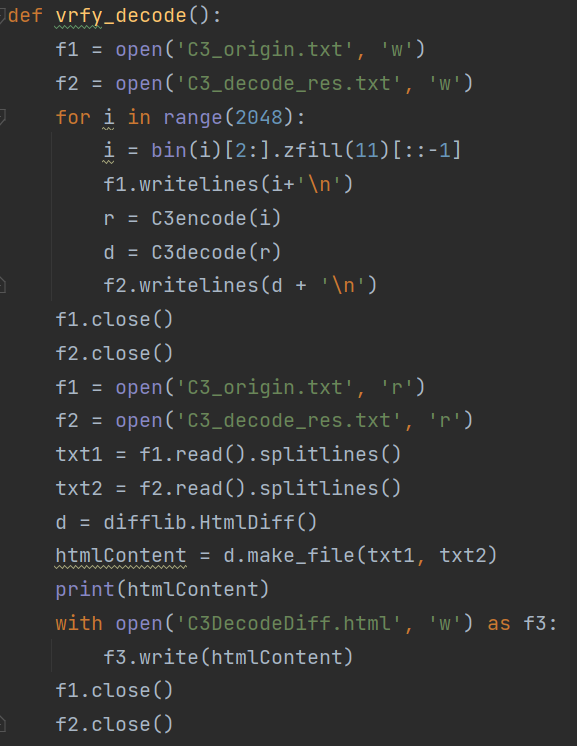 def vrfy_decode():
    f1 = open('C3_origin.txt', 'w')
    f2 = open('C3_decode_res.txt', 'w')
    for i in range(2048):
        i = bin(i)[2:].zfill(11)[::-1]
        f1.writelines(i+'\n')
        r = C3encode(i)
        d = C3decode(r)
        f2.writelines(d + '\n')
    f1.close()
    f2.close()
    f1 = open('C3_origin.txt', 'r')
    f2 = open('C3_decode_res.txt', 'r')
    txt1 = f1.read().splitlines()
    txt2 = f2.read().splitlines()
    d = difflib.HtmlDiff()
    htmlContent = d.make_file(txt1, txt2)
    print(htmlContent)
    with open('C3DecodeDiff.html', 'w') as f3:
        f3.write(htmlContent)
    f1.close()
    f2.close()